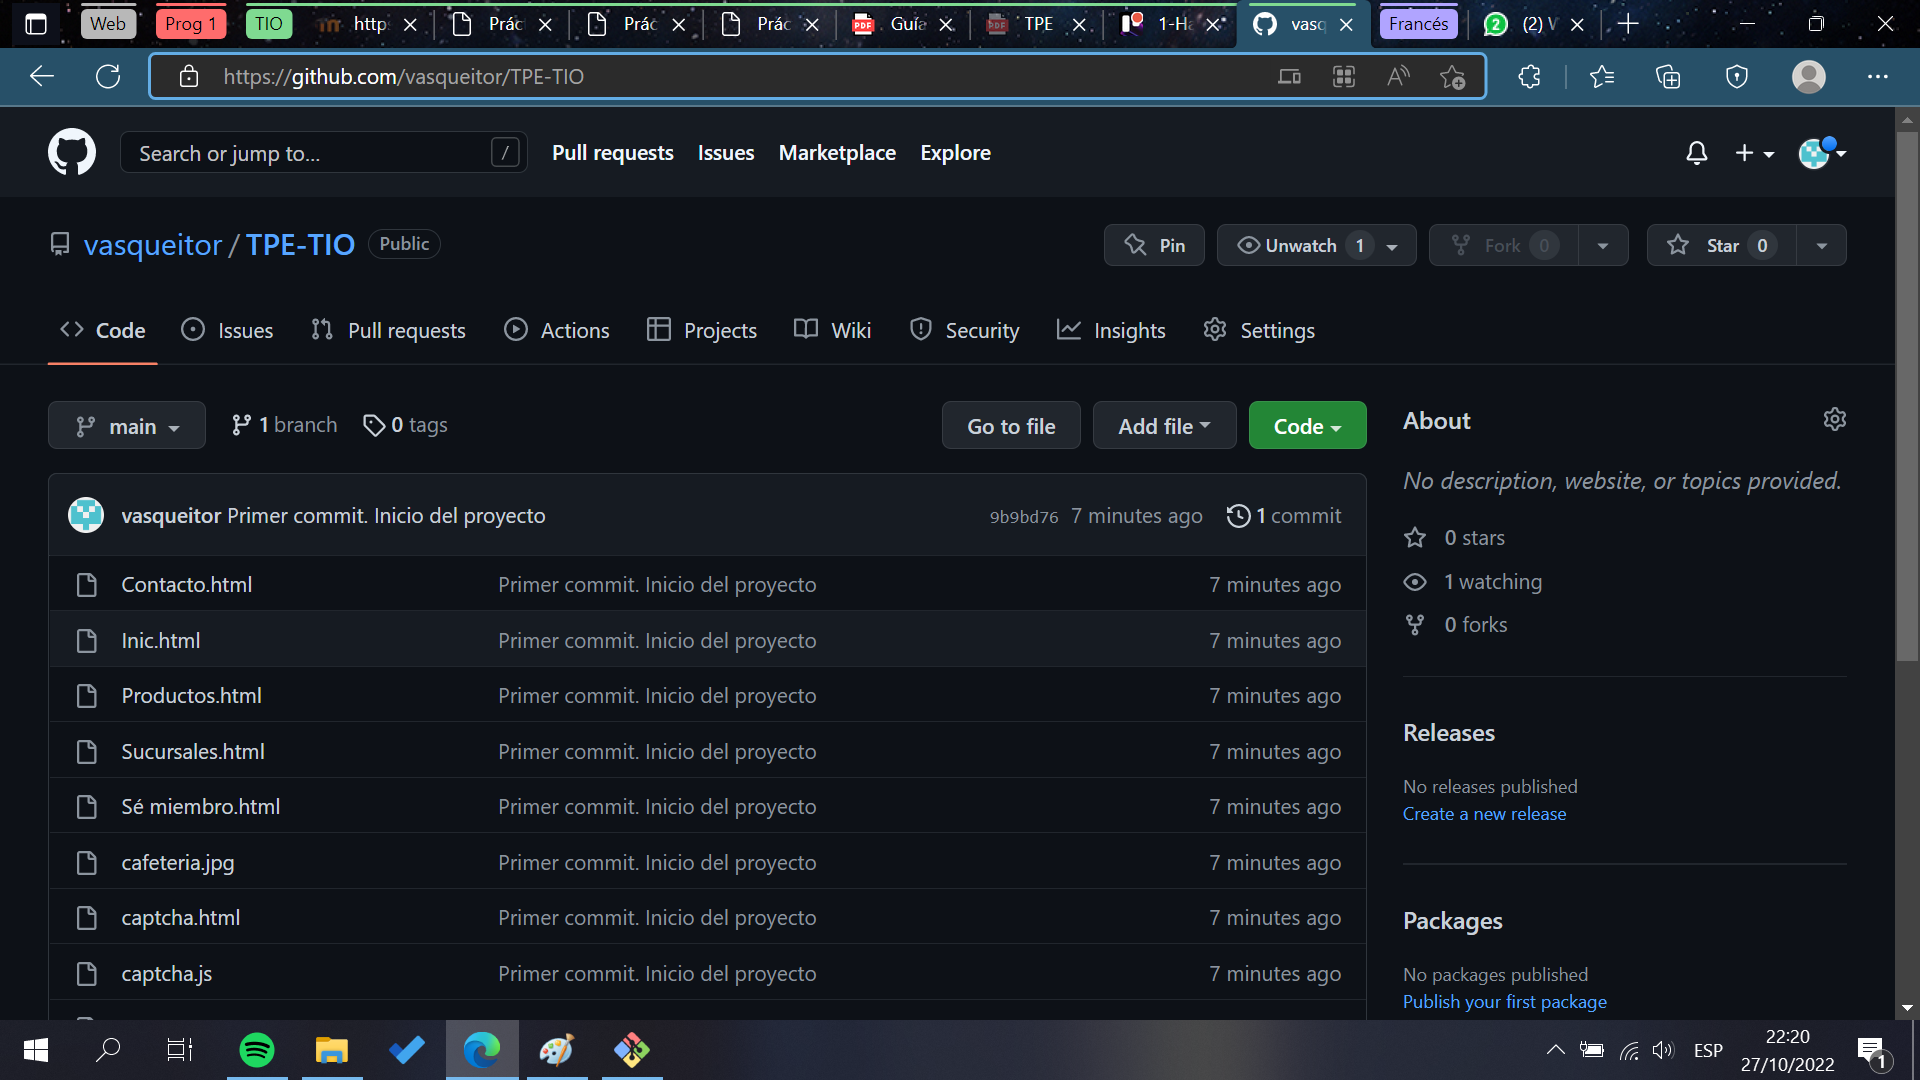 Web Prog 1 TIO http Prác Prác Prác Guía TPE 1-Ha vasq Francés (2) V
https://github.com/vasqueitor/TPE-TIO
Search or jump to... / Pull requests Issues Marketplace Explore
vasqueitor / TPE-TIO Public Pin Unwatch 1 Fork 0 Star 0
Code Issues Pull requests Actions Projects Wiki Security Insights Settings
main 1 branch 0 tags Go to file Add file Code
vasqueitor Primer commit. Inicio del proyecto 9b9bd76 7 minutes ago 1 commit
Contacto.html Primer commit. Inicio del proyecto 7 minutes ago
Inic.html Primer commit. Inicio del proyecto 7 minutes ago
Productos.html Primer commit. Inicio del proyecto 7 minutes ago
Sucursales.html Primer commit. Inicio del proyecto 7 minutes ago
Sé miembro.html Primer commit. Inicio del proyecto 7 minutes ago
cafeteria.jpg Primer commit. Inicio del proyecto 7 minutes ago
captcha.html Primer commit. Inicio del proyecto 7 minutes ago
captcha.js Primer commit. Inicio del proyecto 7 minutes ago
About
No description, website, or topics provided.
0 stars
1 watching
0 forks
Releases
No releases published
Create a new release
Packages
No packages published
Publish your first package
ESP 22:20
27/10/2022 1